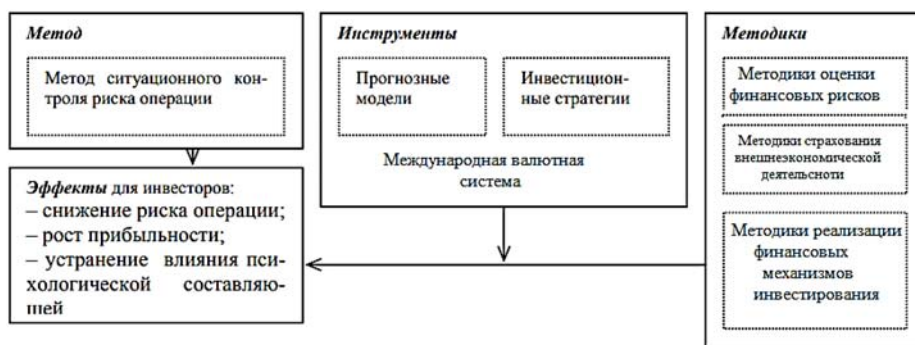 Метод
Метод ситуационного кон-
троля риска операции
Эффекты для инвесторов:
– снижение риска операции;
– рост прибыльности;
– устранение влияния пси-
хологической составляю-
щей
Инструменты
Прогнозные
модели
Инвестицион-
ные стратегии
Международная валютная
система
Методики
Методики оценки
финансовых рисков
Методики страхования
внешнеэкономической
деятельсноти
Методики реализации
финансовых
механизмов
инвестирования